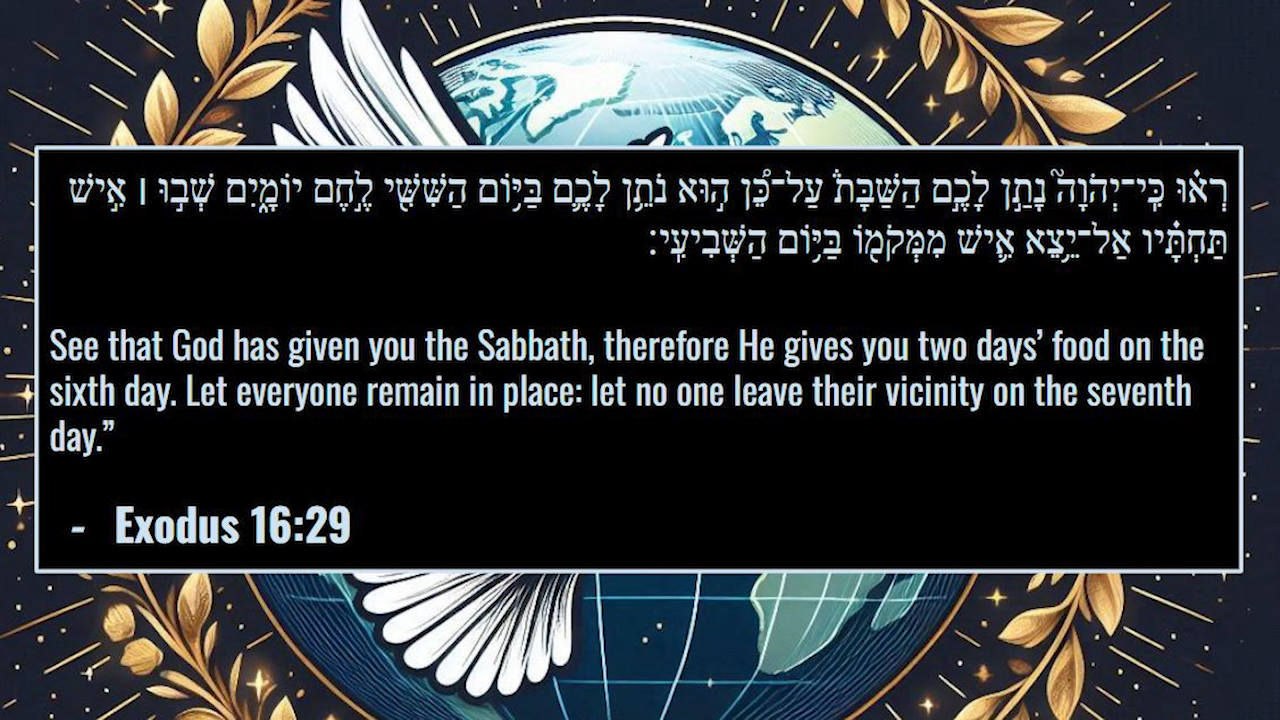 רְא֗וּ כִּֽי־יְהֹוָה֮ נָתַ֣ן לָכֶ֣ם הַשַּׁבָּת֒ עַל־כֵּ֠ן ה֣וּא נֹתֵ֥ן לָכֶ֛ם בַּיּ֥וֹם הַשִּׁשִּׁ֖י לֶ֣חֶם יוֹמָ֑יִם שְׁב֣וּ ׀ אִ֣ישׁ
תַּחְתָּ֗יו אַל־יֵ֥צֵא אִ֛ישׁ מִמְּקֹמ֖וֹ בַּיּ֥וֹם הַשְּׁבִיעִֽי׃
See that God has given you the Sabbath, therefore He gives you two days’ food on the
sixth day. Let everyone remain in place: let no one leave their vicinity on the seventh
day.”
- Exodus 16:29